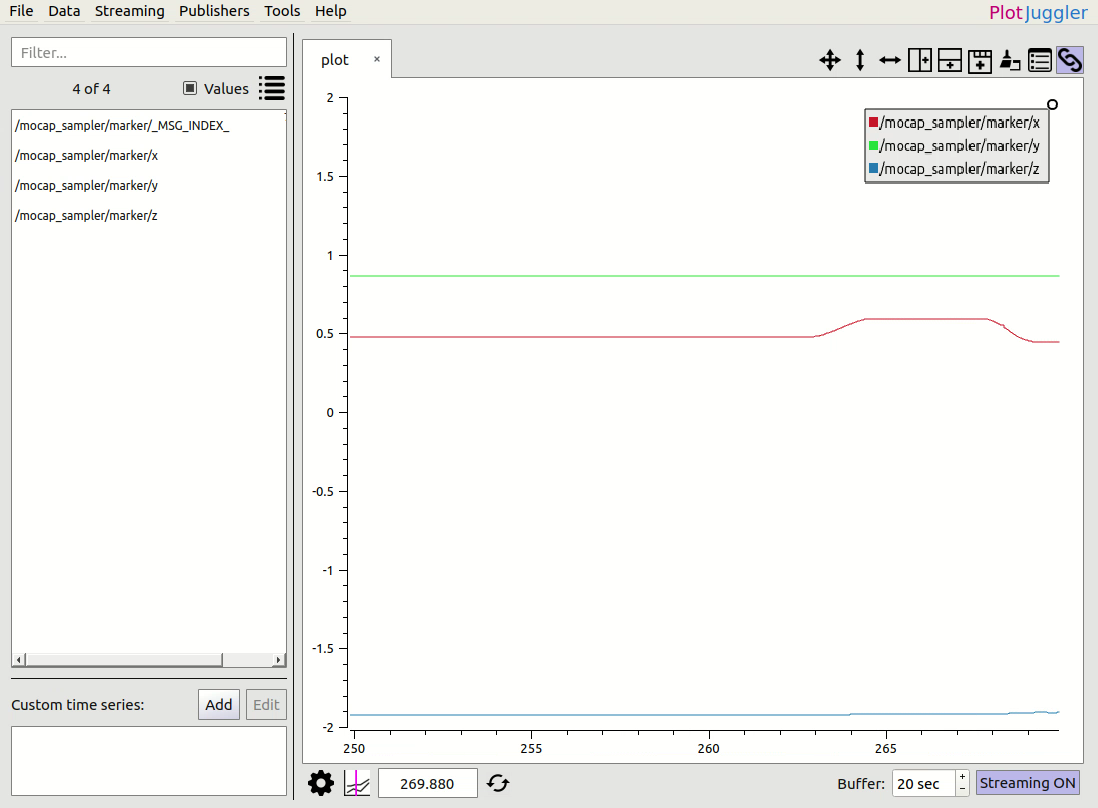 File Data Streaming Publishers Tools Help
PlotJuggler
Filter...
4 of 4
Values
/mocap_sampler/marker/_MSG_INDEX_
/mocap_sampler/marker/x
/mocap_sampler/marker/y
/mocap_sampler/marker/z
Custom time series:
Add
Edit
plot ×
/mocap_sampler/marker/x
/mocap_sampler/marker/y
/mocap_sampler/marker/z
2
1.5
1
0.5
0
-0.5
-1
-1.5
-2
250 255 260 265
269.880
Buffer: 20 sec + -
Streaming ON